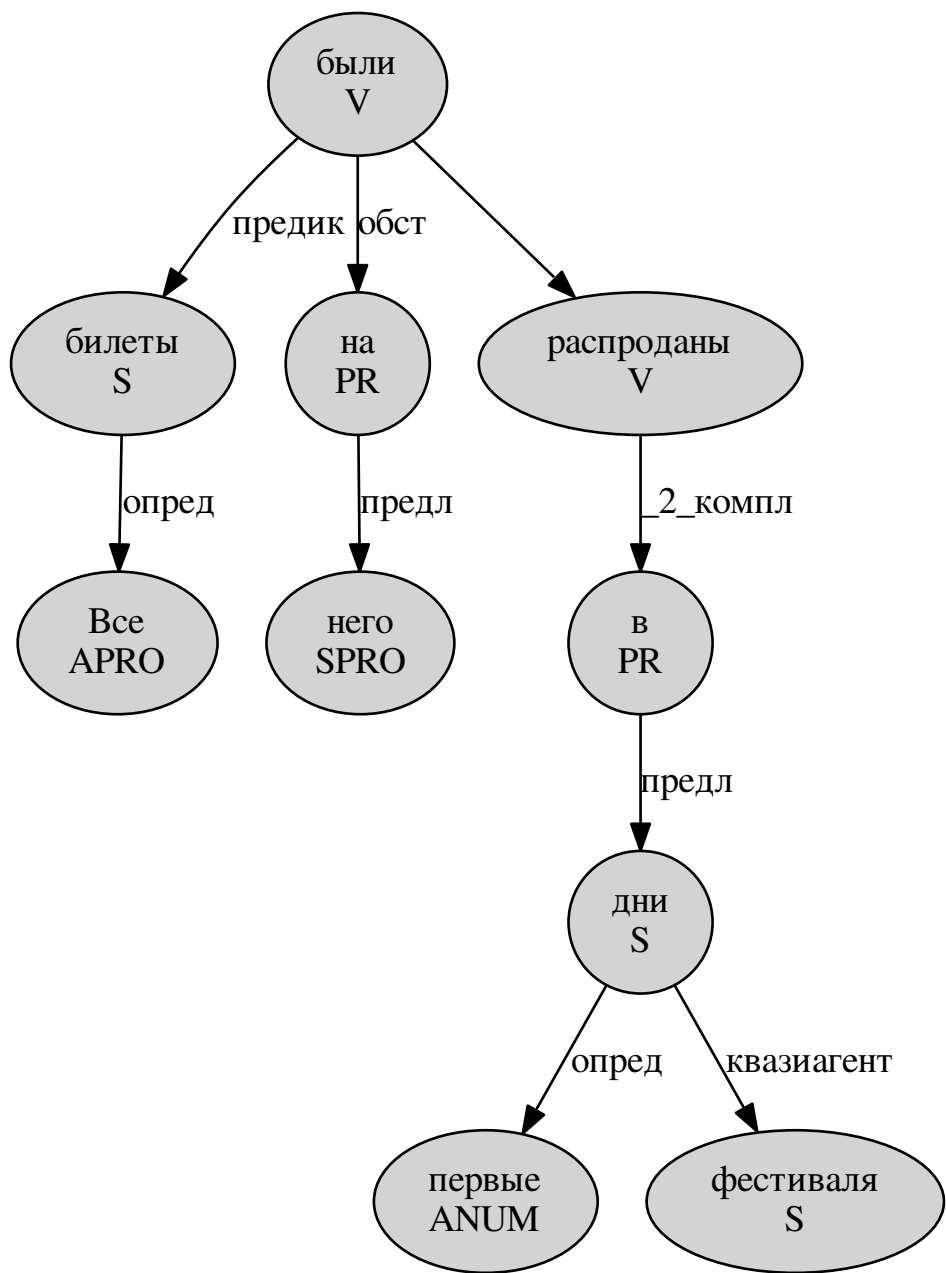 были
V
предик
обст
билеты
S
на
PR
распроданы
V
опред
предл
_2_компл
Все
APRO
него
SPRO
в
PR
предл
дни
S
опред
квазиагент
первые
ANUM
фестиваля
S